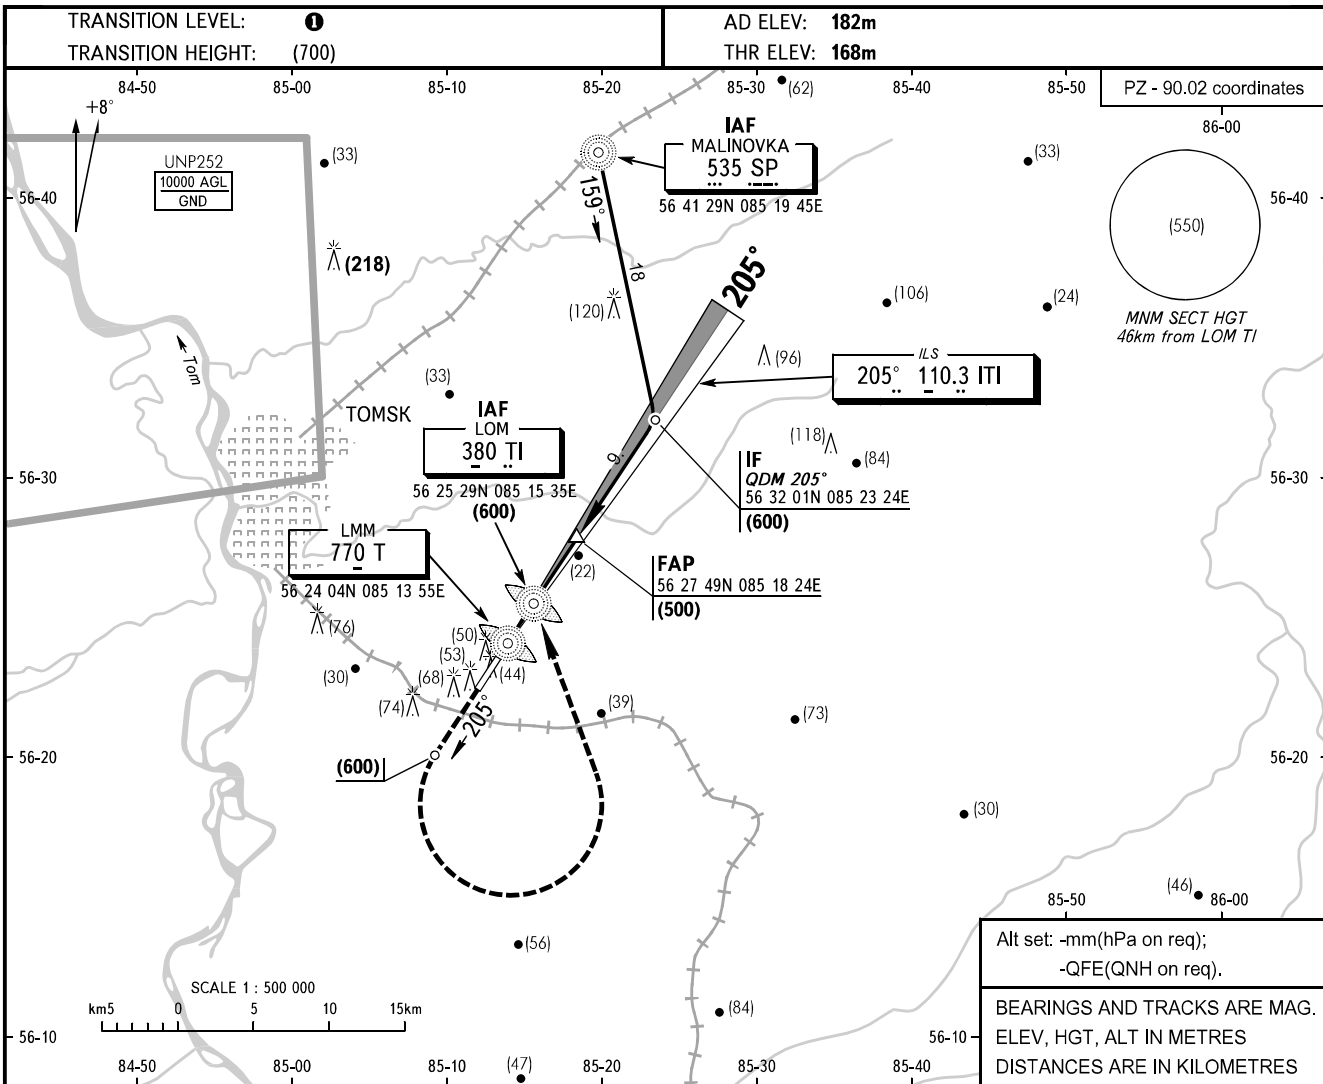 TRANSITION LEVEL: ❶
TRANSITION HEIGHT: (700)
AD ELEV: 182m
THR ELEV: 168m
84-50 85-00 85-10 85-20 85-30 85-40 85-50
PZ - 90.02 coordinates
86-00
(62)
+8°
UNP252
10000 AGL
GND
(33)
IAF
MALINOVKA
535 SP
56 41 29N 085 19 45E
(33)
56-40
56-40
159°
18
(218)
(120)
205°
(106)
(24)
(550)
MNM SECT HGT
46km from LOM TI
Tom
(96)
ILS
205° 110.3 ITI
(33)
TOMSK
IAF
LOM
380 TI
56 25 29N 085 15 35E
(600)
9
(118)
(84)
IF
QDM 205°
56 32 01N 085 23 24E
(600)
56-30
56-30
LMM
770 T
56 24 04N 085 13 55E
(22)
FAP
56 27 49N 085 18 24E
(500)
(76)
(50)
(53)
(44)
(30)
(68)
(74)
205°
(39)
(73)
(600)
56-20
56-20
(30)
(46)
85-50 86-00
(56)
Alt set: -mm(hPa on req);
-QFE(QNH on req).
SCALE 1 : 500 000
km5 0 5 10 15km
(84)
BEARINGS AND TRACKS ARE MAG.
ELEV, HGT, ALT IN METRES
DISTANCES ARE IN KILOMETRES
56-10
56-10
(47)
84-50 85-00 85-10 85-20 85-30 85-40